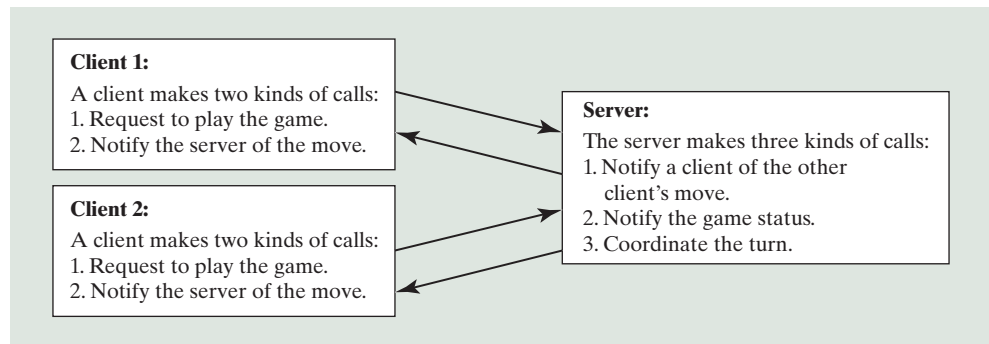 Client 1:
A client makes two kinds of calls:
1. Request to play the game.
2. Notify the server of the move.
Client 2:
A client makes two kinds of calls:
1. Request to play the game.
2. Notify the server of the move.
Server:
The server makes three kinds of calls:
1. Notify a client of the other
client’s move.
2. Notify the game status.
3. Coordinate the turn.